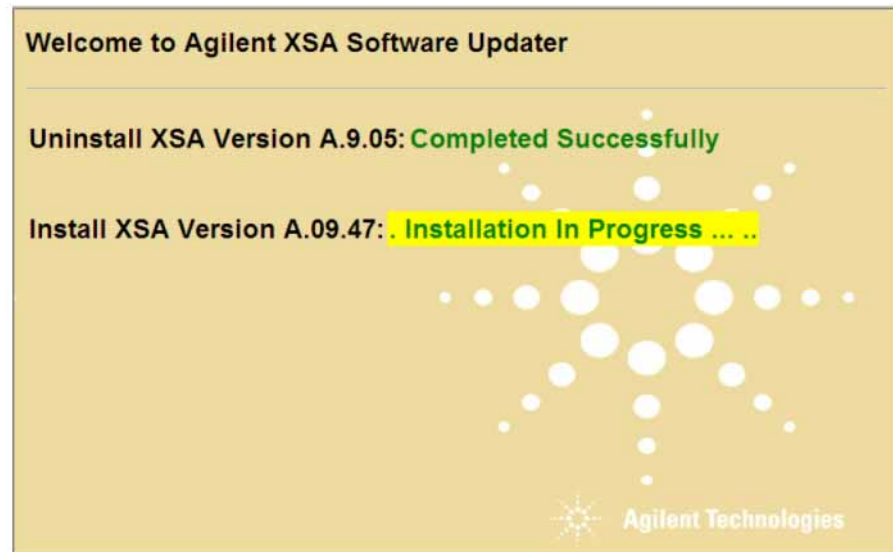 Welcome to Agilent XSA Software Updater
Uninstall XSA Version A.9.05: Completed Successfully
Install XSA Version A.09.47: . Installation In Progress ... ..
Agilent Technologies